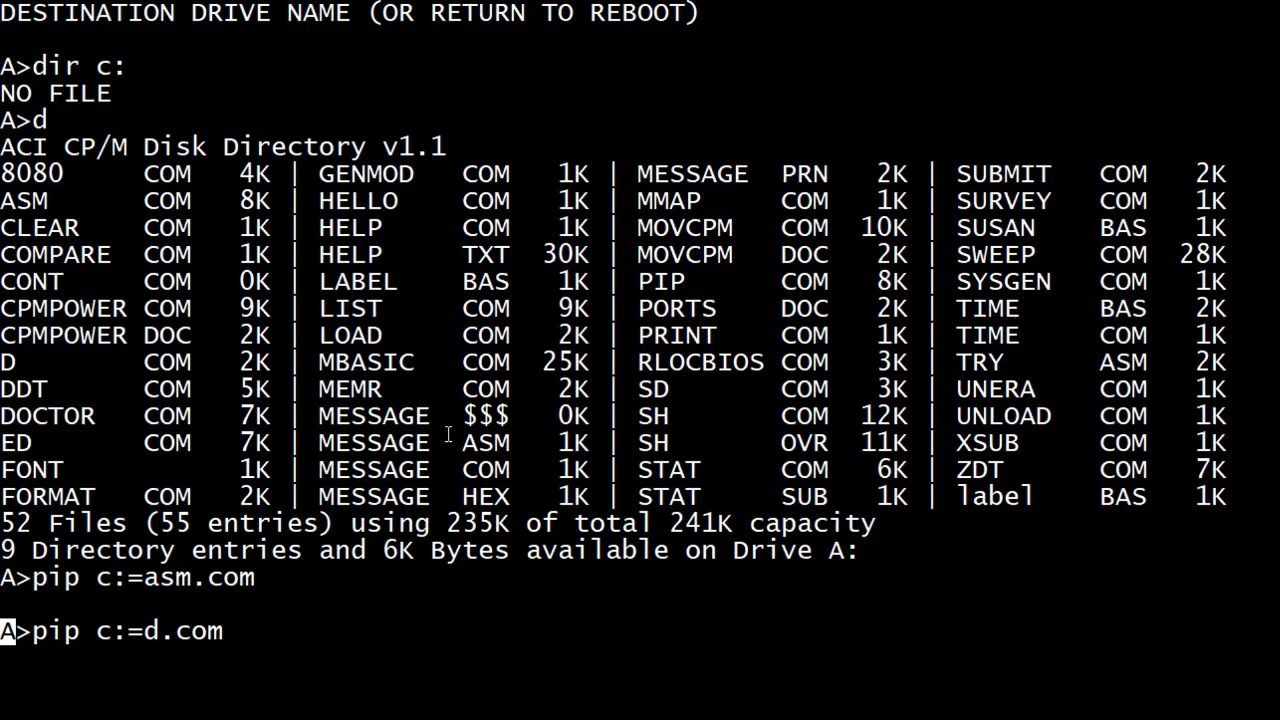 DESTINATION DRIVE NAME (OR RETURN TO REBOOT)
A>dir c:
NO FILE
A>d
ACI CP/M Disk Directory v1.1
8080     COM   4K | GENMOD   COM   1K | MESSAGE  PRN   2K | SUBMIT   COM   2K
ASM      COM   8K | HELLO    COM   1K | MMAP     COM   1K | SURVEY   COM   1K
CLEAR    COM   1K | HELP     COM   1K | MOVCPM   COM  10K | SUSAN    BAS   1K
COMPARE  COM   1K | HELP     TXT  30K | MOVCPM   DOC   2K | SWEEP    COM  28K
CONT     COM   0K | LABEL    BAS   1K | PIP      COM   8K | SYSGEN   COM   1K
CPMPOWER COM   9K | LIST     COM   9K | PORTS    DOC   2K | TIME     BAS   2K
CPMPOWER DOC   2K | LOAD     COM   2K | PRINT    COM   1K | TIME     COM   1K
D        COM   2K | MBASIC   COM  25K | RLOCBIOS COM   3K | TRY      ASM   2K
DDT      COM   5K | MEMR     COM   2K | SD       COM   3K | UNERA    COM   1K
DOCTOR   COM   7K | MESSAGE  $$$   0K | SH       COM  12K | UNLOAD   COM   1K
ED       COM   7K | MESSAGE  ASM   1K | SH       OVR  11K | XSUB     COM   1K
FONT           1K | MESSAGE  COM   1K | STAT     COM   6K | ZDT      COM   7K
FORMAT   COM   2K | MESSAGE  HEX   1K | STAT     SUB   1K | label    BAS   1K
52 Files (55 entries) using 235K of total 241K capacity
9 Directory entries and 6K Bytes available on Drive A:
A>pip c:=asm.com
A>pip c:=d.com